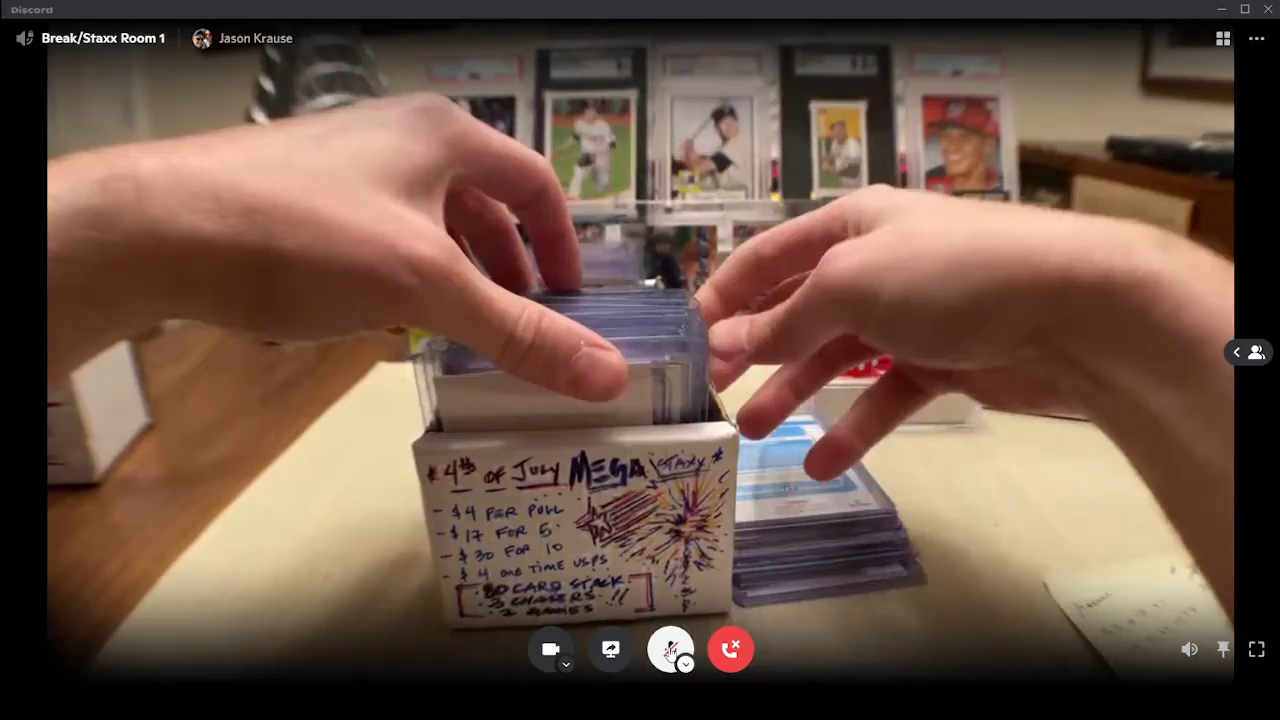 Discord
Break/Staxx Room 1
Jason Krause
* 4th OF JULY MEGA STAXX *
- $4 PER PULL
- $17 FOR 5
- $30 FOR 10
- $4 ONE TIME USPS
80 CARD STACK
3 CHASERS !!
2 GAMES